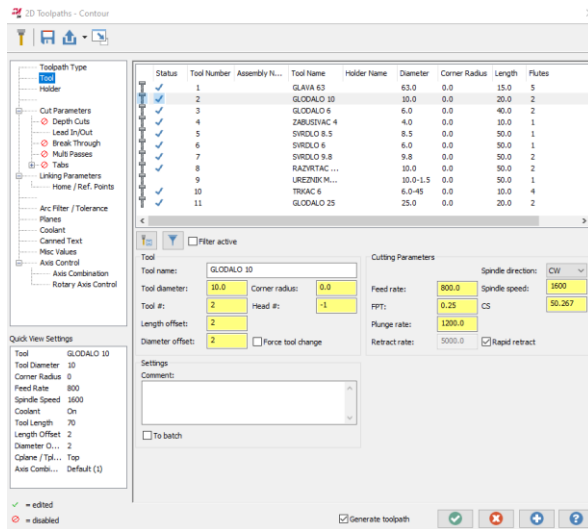 2D Toolpaths - Contour
Toolpath Type
Tool
Holder
Cut Parameters
Depth Cuts
Lead In/Out
Break Through
Multi Passes
Tabs
Linking Parameters
Home / Ref. Points
Arc Filter / Tolerance
Planes
Coolant
Canned Text
Misc Values
Axis Control
Axis Combination
Rotary Axis Control
Status Tool Number Assembly N... Tool Name Holder Name Diameter Corner Radius Length Flutes
1 GLAVA 63 63.0 0.0 15.0 5
2 GLODALO 10 10.0 0.0 20.0 2
3 GLODALO 6 6.0 0.0 40.0 2
4 ZABUSIVAC 4 4.0 0.0 10.0 1
5 SVRDLO 8.5 8.5 0.0 50.0 1
6 SVRDLO 6 6.0 0.0 50.0 1
7 SVRDLO 9.8 9.8 0.0 50.0 2
8 RAZVRTAC ... 10.0 0.0 50.0 2
9 UREZNIK M... 10.0-1.5 0.0 50.0 1
10 TRKAC 6 6.0-45 0.0 10.0 4
11 GLODALO 25 25.0 0.0 20.0 2
Filter active
Tool
Tool name: GLODALO 10
Tool diameter: 10.0 Corner radius: 0.0
Tool #: 2 Head #: -1
Length offset: 2
Diameter offset: 2 Force tool change
Cutting Parameters
Spindle direction: CW
Feed rate: 800.0 Spindle speed: 1600
FPT: 0.25 CS 50.267
Plunge rate: 1200.0
Retract rate: 5000.0 Rapid retract
Settings
Comment:
To batch
Quick View Settings
Tool GLODALO 10
Tool Diameter 10
Corner Radius 0
Feed Rate 800
Spindle Speed 1600
Coolant On
Tool Length 70
Length Offset 2
Diameter O... 2
Cplane / Tpl... Top
Axis Combi... Default (1)
= edited
= disabled
Generate toolpath